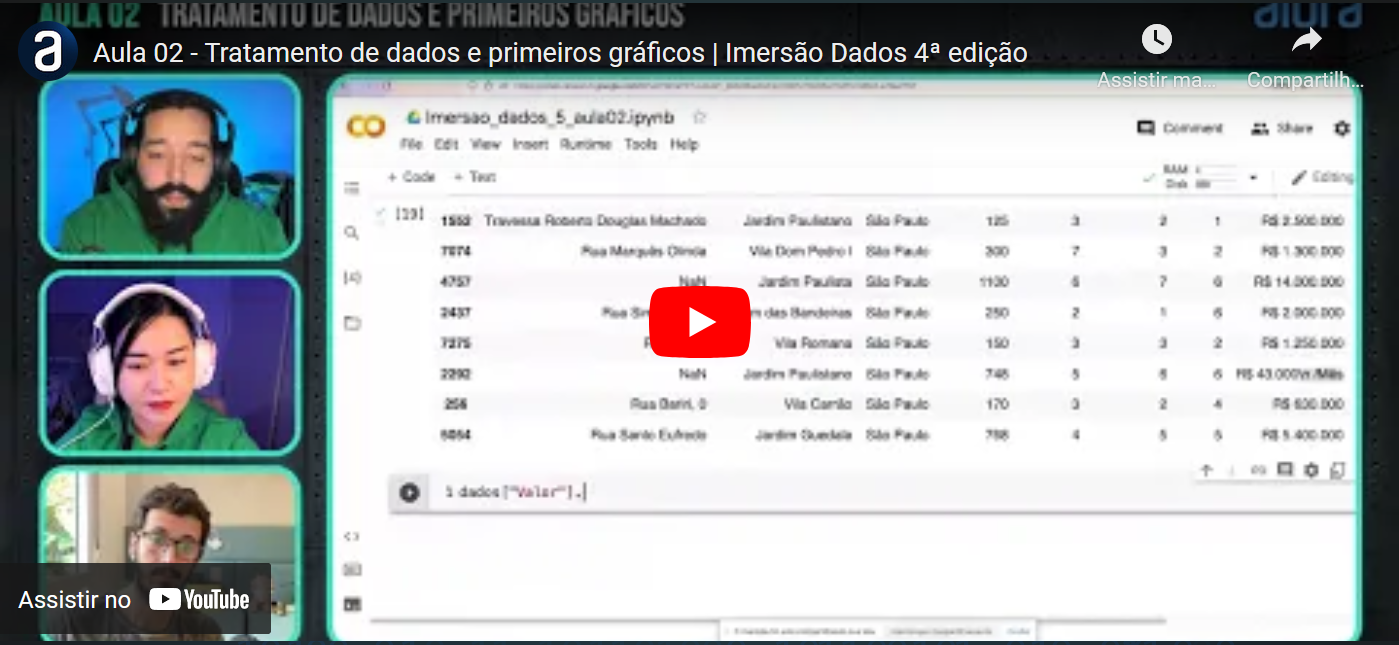 AULA 02 TRATAMENTO DE DADOS E PRIMEIROS GRÁFICOS
alura
a Aula 02 - Tratamento de dados e primeiros gráficos | Imersão Dados 4ª edição
Assistir ma... Compartilh...
CO Imersao_dados_5_aula02.ipynb
File Edit View Insert Runtime Tools Help
Comment Share
+ Code + Text
RAM
Disk
Editing
[19] 1552 Travessa Roberto Douglas Machado Jardim Paulistano São Paulo 125 3 2 1 R$ 2.500.000
7074 Rua Marquês Olinda Vila Dom Pedro I São Paulo 300 7 3 2 R$ 1.300.000
4757 NaN Jardim Paulista São Paulo 1100 6 7 6 R$ 14.000.000
2437 Rua das Bandeiras São Paulo 250 2 1 6 R$ 2.000.000
7275 Vila Romana São Paulo 150 3 3 2 R$ 1.250.000
2292 NaN Jardim Paulistano São Paulo 748 5 6 6 R$ 43.000\n/Mês
256 Rua Bariri, 0 Vila Camilo São Paulo 170 3 2 4 R$ 630.000
5054 Rua Santo Eufredo Jardim Guedala São Paulo 768 4 5 5 R$ 5.400.000
1 dados["Valor"].
Assistir no YouTube